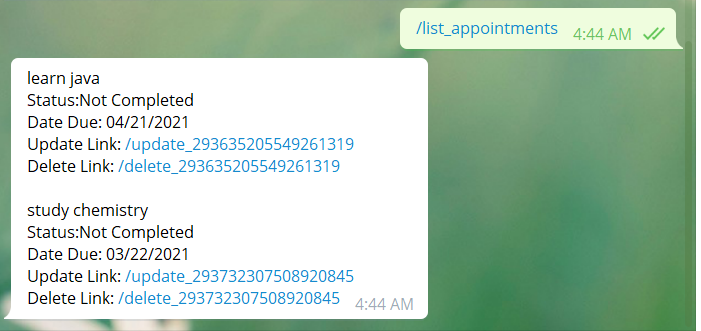 /list_appointments
4:44 AM
learn java
Status:Not Completed
Date Due: 04/21/2021
Update Link: /update_293635205549261319
Delete Link: /delete_293635205549261319
study chemistry
Status:Not Completed
Date Due: 03/22/2021
Update Link: /update_293732307508920845
Delete Link: /delete_293732307508920845
4:44 AM